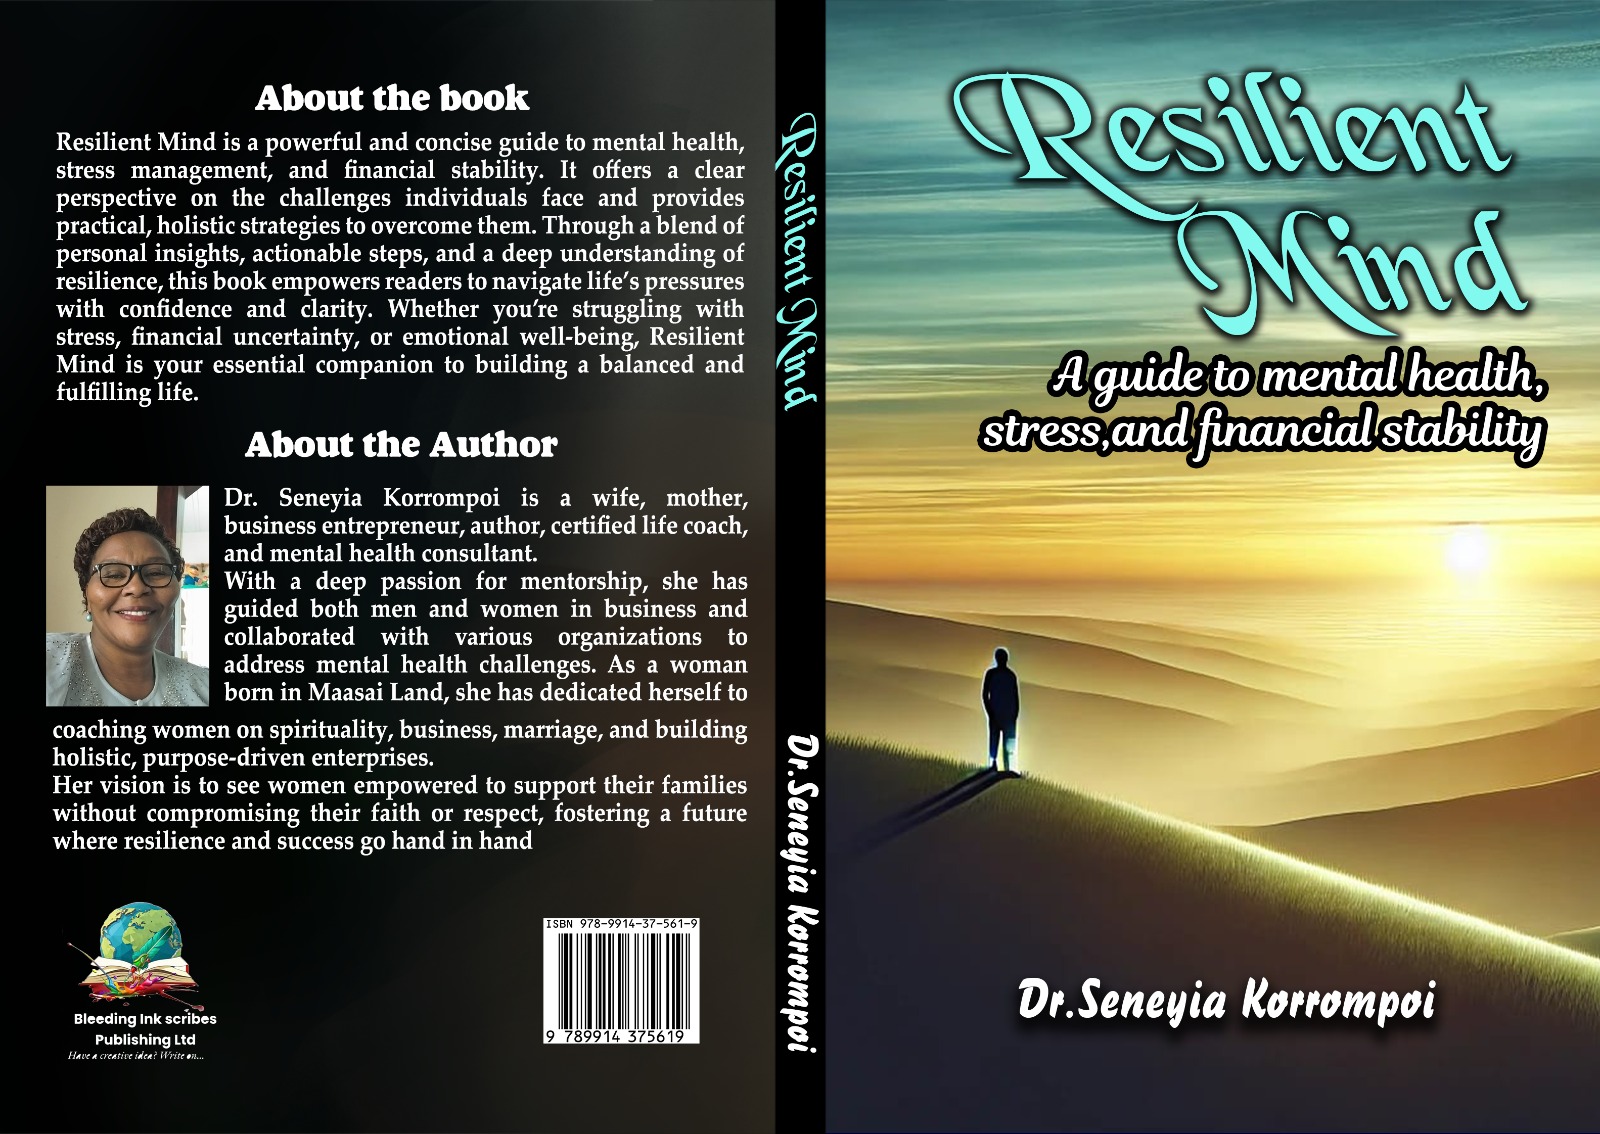 About the book
Resilient Mind is a powerful and concise guide to mental health,
stress management, and financial stability. It offers a clear
perspective on the challenges individuals face and provides
practical, holistic strategies to overcome them. Through a blend of
personal insights, actionable steps, and a deep understanding of
resilience, this book empowers readers to navigate life's pressures
with confidence and clarity. Whether you're struggling with
stress, financial uncertainty, or emotional well-being, Resilient
Mind is your essential companion to building a balanced and
fulfilling life.
About the Author
Dr. Seneyia Korrompoi is a wife, mother,
business entrepreneur, author, certified life coach,
and mental health consultant.
With a deep passion for mentorship, she has
guided both men and women in business and
collaborated with various organizations to
address mental health challenges. As a woman
born in Maasai Land, she has dedicated herself to
coaching women on spirituality, business, marriage, and building
holistic, purpose-driven enterprises.
Her vision is to see women empowered to support their families
without compromising their faith or respect, fostering a future
where resilience and success go hand in hand
Bleeding Ink scribes
Publishing Ltd
Have a creative idea? Write on...
ISBN 978-9914-37-561-9
9 789914 375619
Resilient Mind
Dr.Seneyia Korrompoi
Resilient
Mind
A guide to mental health,
stress,and financial stability
Dr.Seneyia Korrompoi